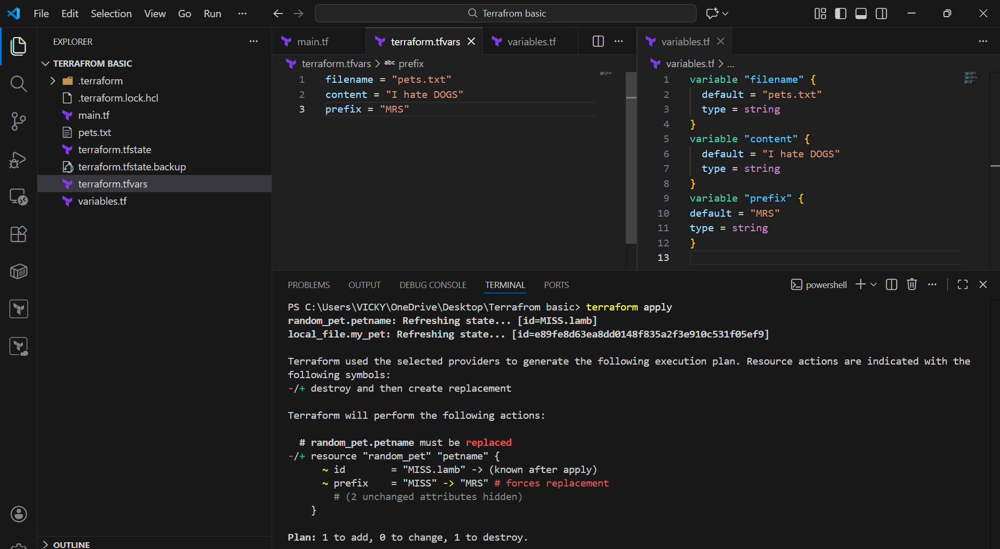 File Edit Selection View Go Run ··· Terrafrom basic
EXPLORER ···
TERRAFROM BASIC
.terraform
.terraform.lock.hcl
main.tf
pets.txt
terraform.tfstate
terraform.tfstate.backup
terraform.tfvars
variables.tf
OUTLINE
main.tf terraform.tfvars variables.tf ···
terraform.tfvars > abc prefix
1 filename = "pets.txt"
2 content = "I hate DOGS"
3 prefix = "MRS"
variables.tf ···
variables.tf > ...
1 variable "filename" {
2 default = "pets.txt"
3 type = string
4 }
5 variable "content" {
6 default = "I hate DOGS"
7 type = string
8 }
9 variable "prefix" {
10 default = "MRS"
11 type = string
12 }
13
PROBLEMS OUTPUT DEBUG CONSOLE TERMINAL PORTS powershell ···
PS C:\Users\VICKY\OneDrive\Desktop\Terrafrom basic> terraform apply
random_pet.petname: Refreshing state... [id=MISS.lamb]
local_file.my_pet: Refreshing state... [id=e89fe8d63ea8dd0148f835a2f3e910c531f05ef9]
Terraform used the selected providers to generate the following execution plan. Resource actions are indicated with the
following symbols:
-/+ destroy and then create replacement
Terraform will perform the following actions:
# random_pet.petname must be replaced
-/+ resource "random_pet" "petname" {
~ id = "MISS.lamb" -> (known after apply)
~ prefix = "MISS" -> "MRS" # forces replacement
# (2 unchanged attributes hidden)
}
Plan: 1 to add, 0 to change, 1 to destroy.